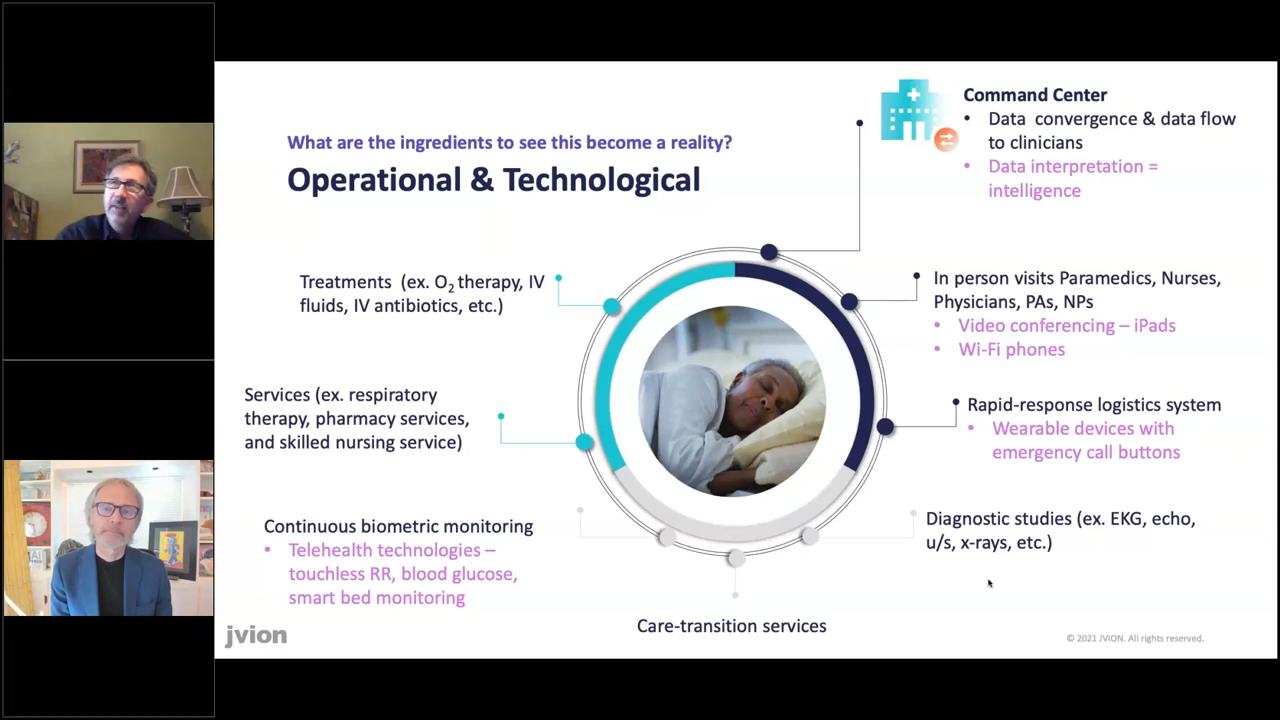 What are the ingredients to see this become a reality?
Operational & Technological
Command Center
• Data convergence & data flow
to clinicians
• Data interpretation =
intelligence
Treatments (ex. O₂ therapy, IV
fluids, IV antibiotics, etc.)
In person visits Paramedics, Nurses,
Physicians, PAs, NPs
• Video conferencing – iPads
• Wi-Fi phones
Services (ex. respiratory
therapy, pharmacy services,
and skilled nursing service)
Rapid-response logistics system
• Wearable devices with
emergency call buttons
Continuous biometric monitoring
• Telehealth technologies –
touchless RR, blood glucose,
smart bed monitoring
Diagnostic studies (ex. EKG, echo,
u/s, x-rays, etc.)
Care-transition services
jvion
© 2021 JVION. All rights reserved.